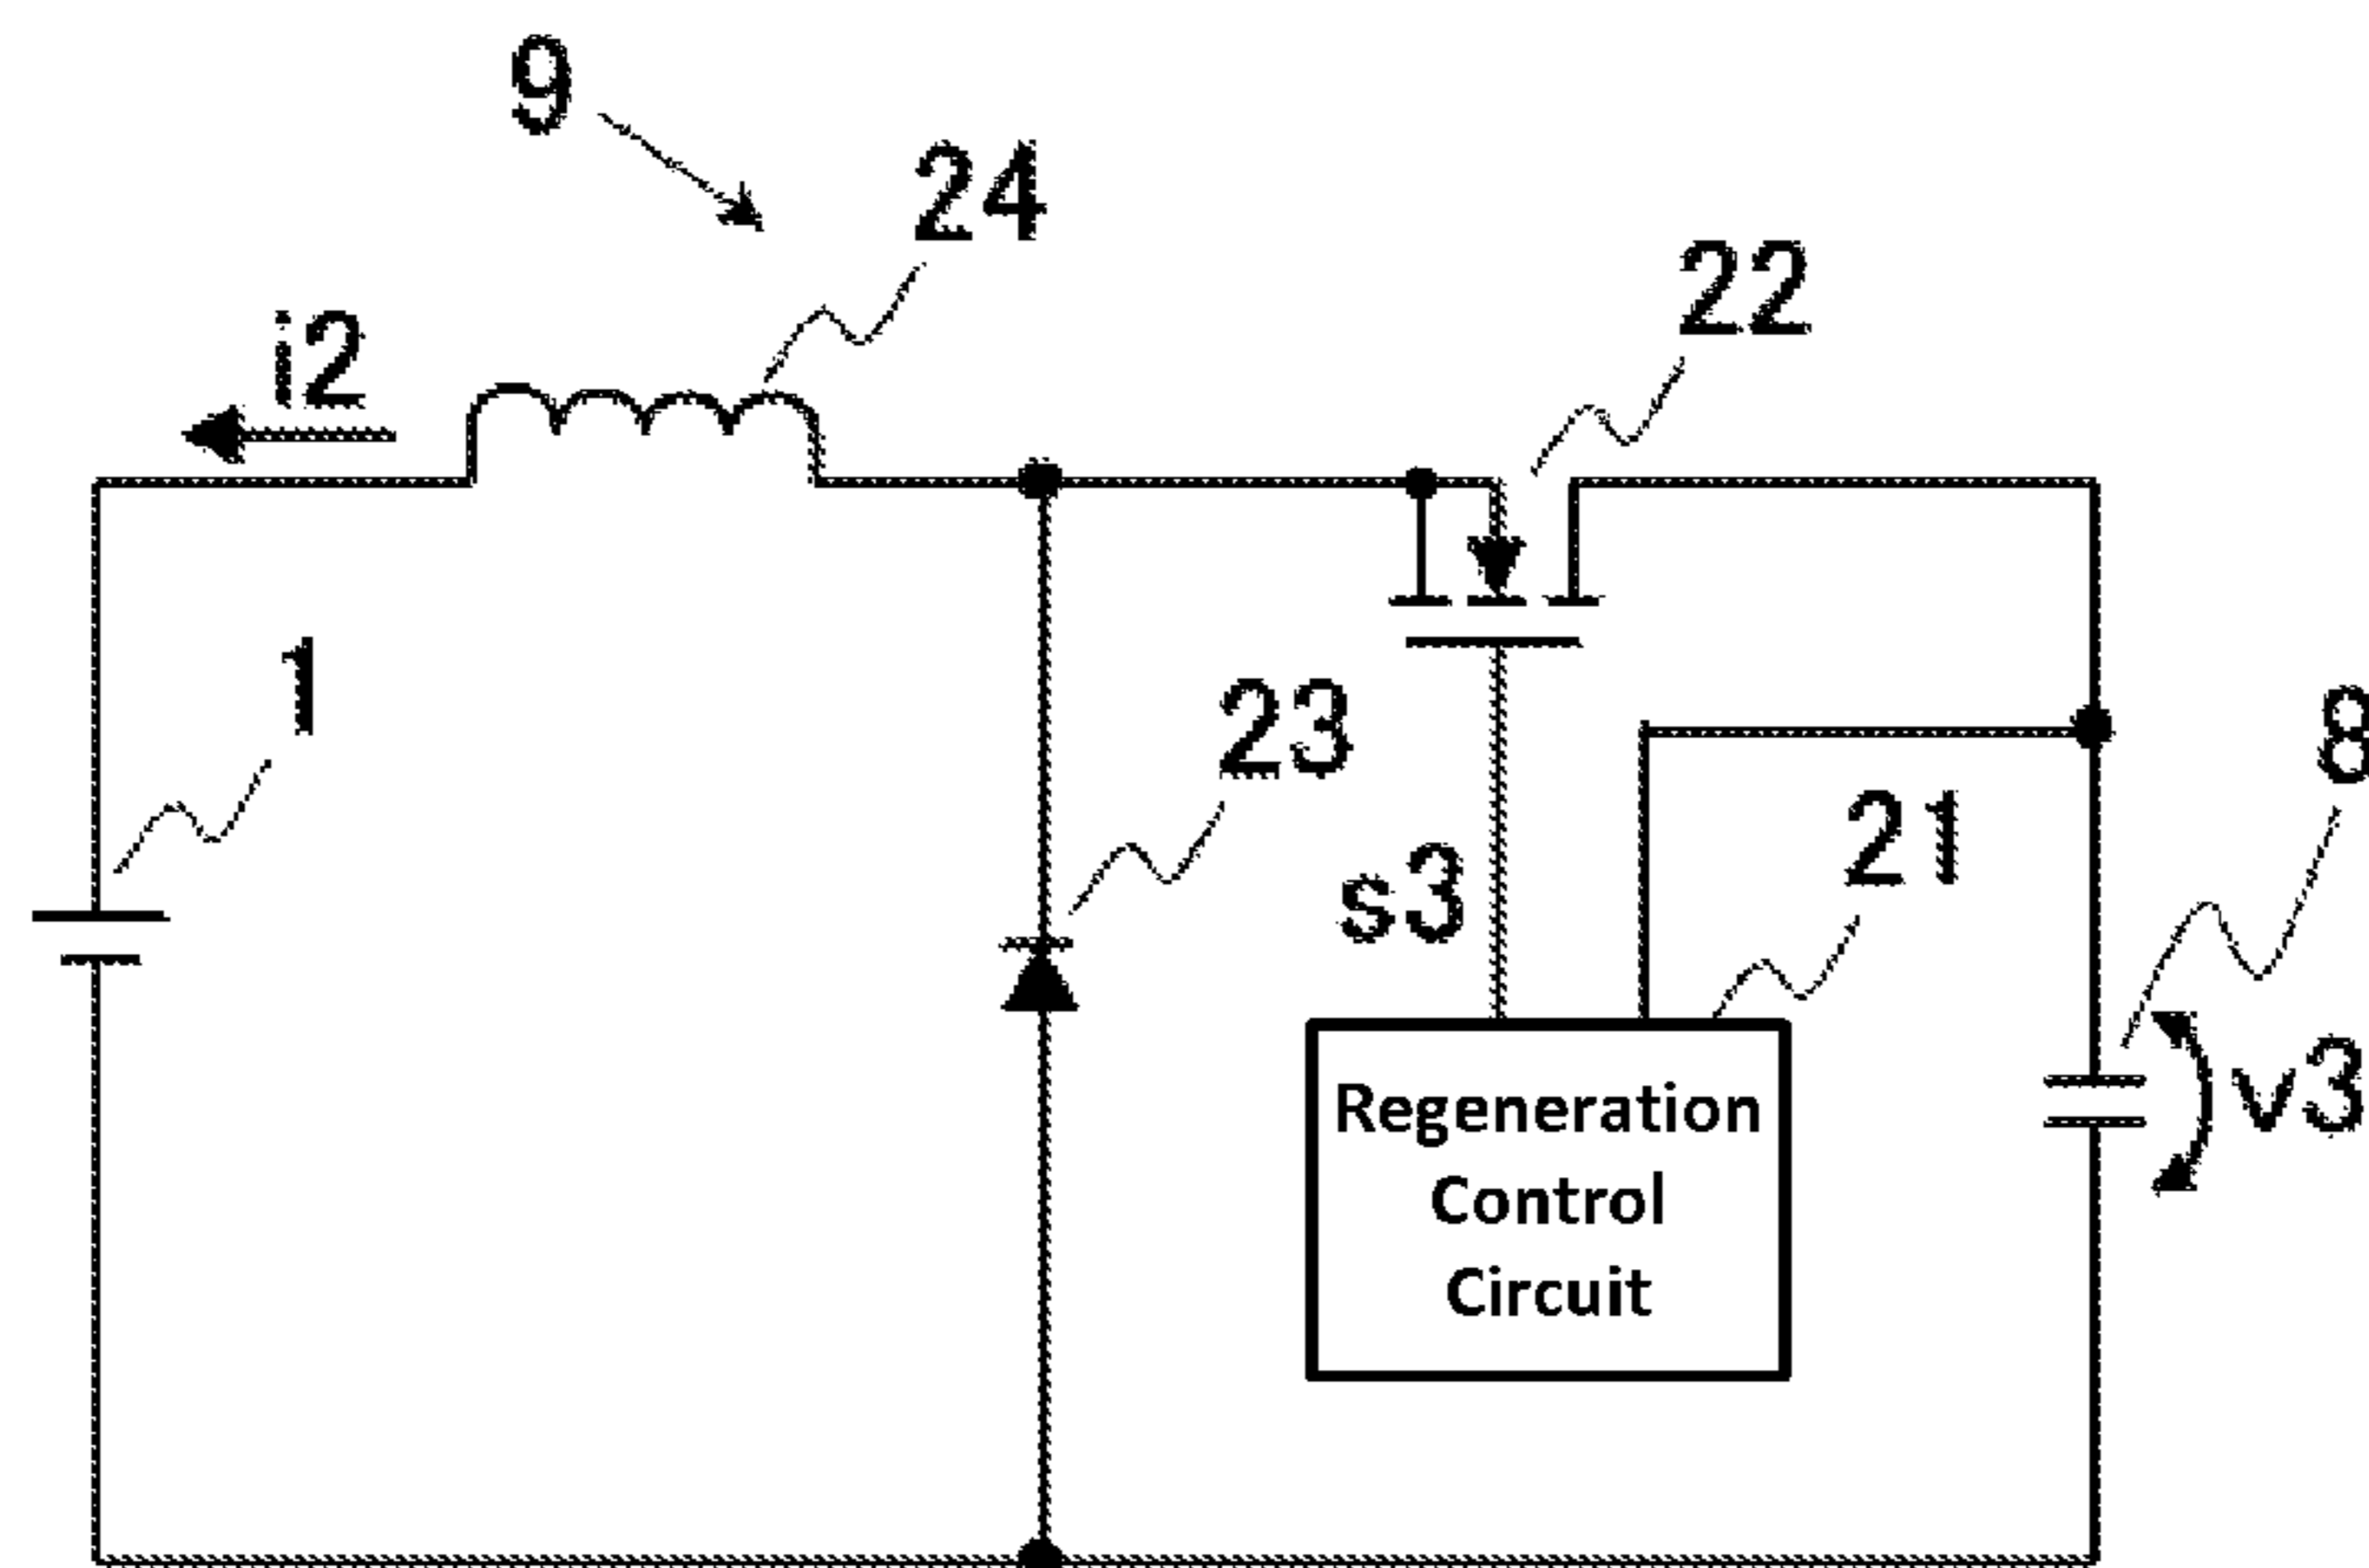 9
24
22
i2
1
23
8
21
s3
v3
Regeneration
Control
Circuit